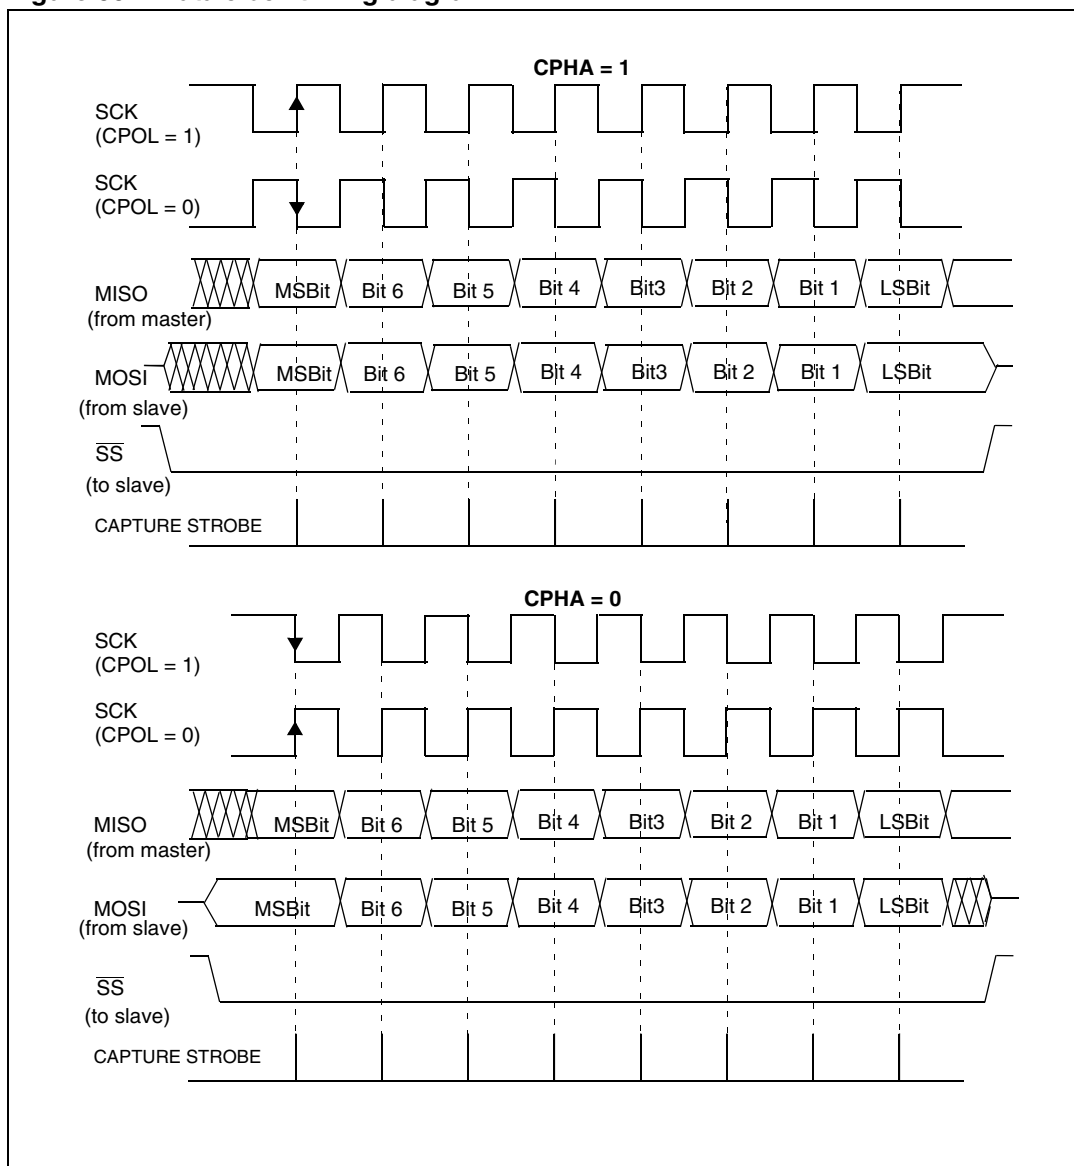 CPHA = 1
SCK
(CPOL = 1)
SCK
(CPOL = 0)
MISO
(from master)
MSBit Bit 6 Bit 5 Bit 4 Bit3 Bit 2 Bit 1 LSBit
MOSI
(from slave)
MSBit Bit 6 Bit 5 Bit 4 Bit3 Bit 2 Bit 1 LSBit
SS
(to slave)
CAPTURE STROBE
CPHA = 0
SCK
(CPOL = 1)
SCK
(CPOL = 0)
MISO
(from master)
MSBit Bit 6 Bit 5 Bit 4 Bit3 Bit 2 Bit 1 LSBit
MOSI
(from slave)
MSBit Bit 6 Bit 5 Bit 4 Bit3 Bit 2 Bit 1 LSBit
SS
(to slave)
CAPTURE STROBE